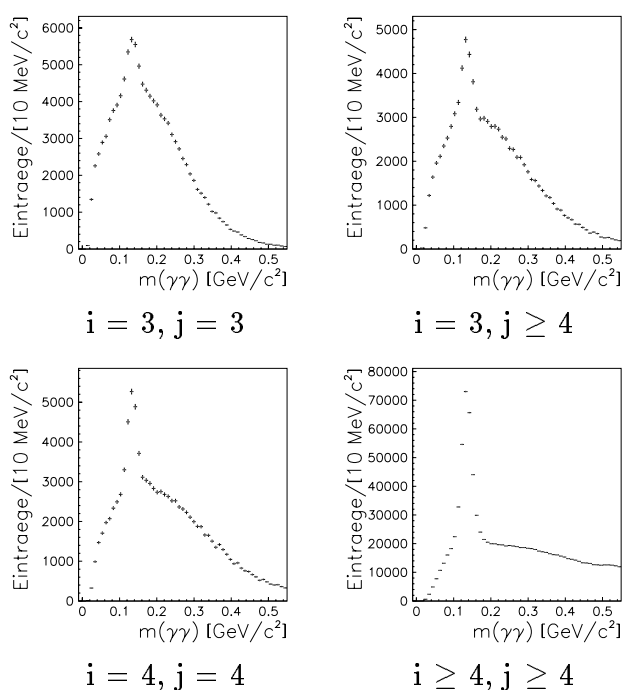 Eintraege/[10 MeV/c²]
6000
5000
4000
3000
2000
1000
0
0 0.1 0.2 0.3 0.4 0.5
m(γγ) [GeV/c²]
i = 3, j = 3
Eintraege/[10 MeV/c²]
5000
4000
3000
2000
1000
0
0 0.1 0.2 0.3 0.4 0.5
m(γγ) [GeV/c²]
i = 3, j ≥ 4
Eintraege/[10 MeV/c²]
5000
4000
3000
2000
1000
0
0 0.1 0.2 0.3 0.4 0.5
m(γγ) [GeV/c²]
i = 4, j = 4
Eintraege/[10 MeV/c²]
80000
70000
60000
50000
40000
30000
20000
10000
0
0 0.1 0.2 0.3 0.4 0.5
m(γγ) [GeV/c²]
i ≥ 4, j ≥ 4